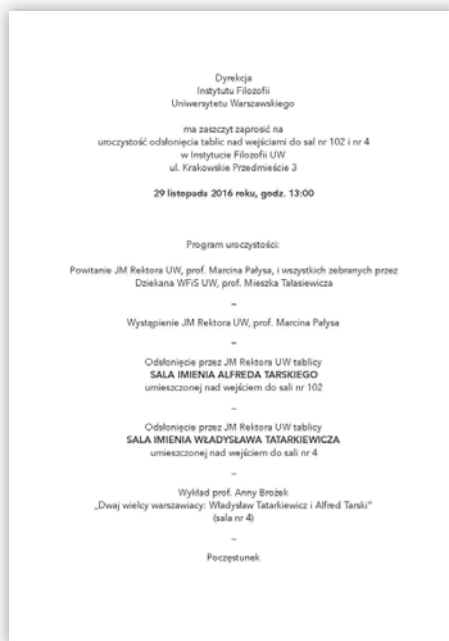 Dyrekcja
Instytutu Filozofii
Uniwersytetu Warszawskiego
ma zaszczyt zaprosić na
uroczystość odsłonięcia tablic nad wejściami do sal nr 102 i nr 4
w Instytucie Filozofii UW
ul. Krakowskie Przedmieście 3
29 listopada 2016 roku, godz. 13:00
Program uroczystości:
Powitanie JM Rektora UW, prof. Marcina Pałysa, i wszystkich zebranych przez
Dziekana WFiS UW, prof. Mieszka Tałasiewicza
–
Wystąpienie JM Rektora UW, prof. Marcina Pałysa
–
Odsłonięcie przez JM Rektora UW tablicy
SALA IMIENIA ALFREDA TARSKIEGO
umieszczonej nad wejściem do sali nr 102
–
Odsłonięcie przez JM Rektora UW tablicy
SALA IMIENIA WŁADYSŁAWA TATARKIEWICZA
umieszczonej nad wejściem do sali nr 4
–
Wykład prof. Anny Brożek
„Dwaj wielcy warszawiacy: Władysław Tatarkiewicz i Alfred Tarski”
(sala nr 4)
–
Poczęstunek